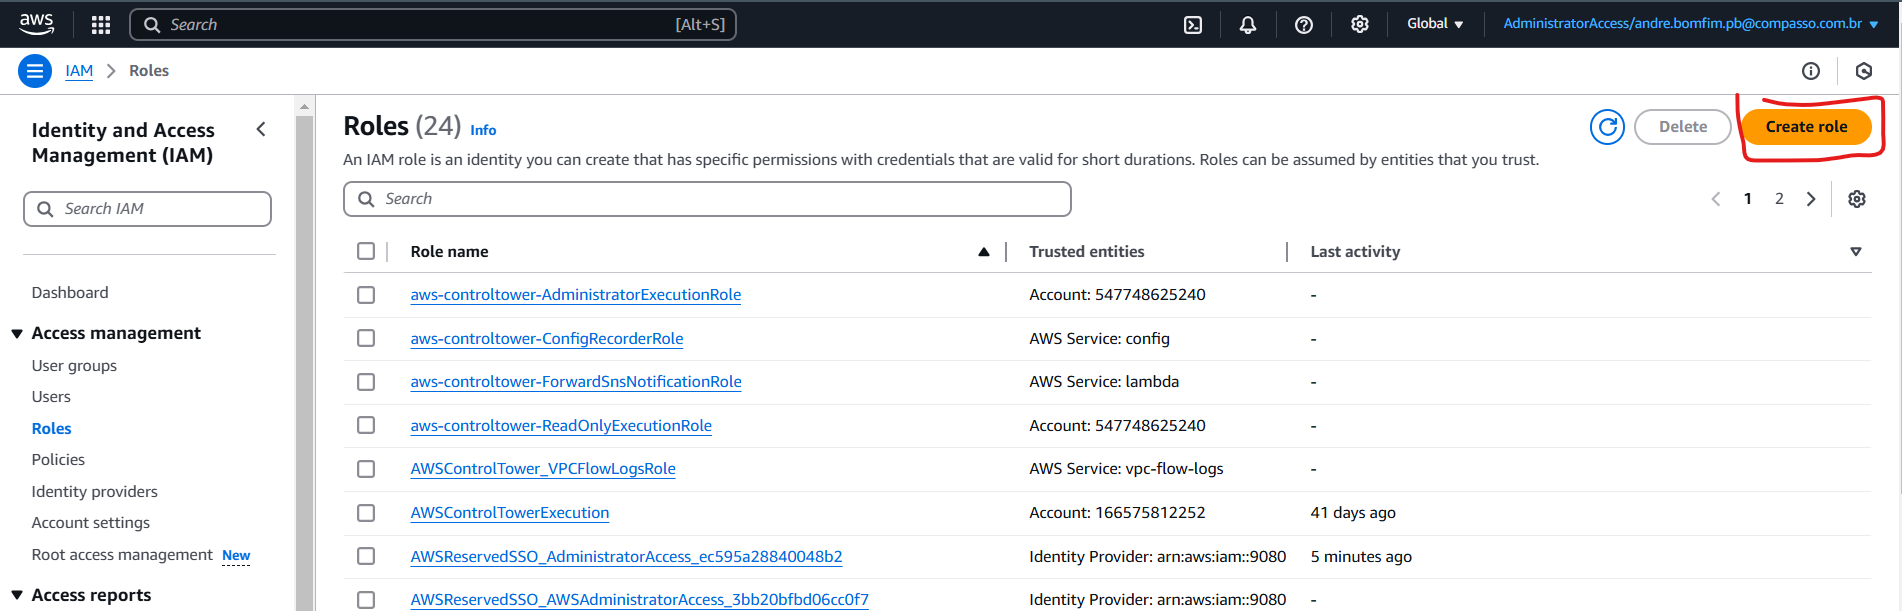 aws
Search [Alt+S]
Global
AdministratorAccess/andre.bomfim.pb@compasso.com.br
IAM > Roles
Identity and Access
Management (IAM)
Search IAM
Dashboard
Access management
User groups
Users
Roles
Policies
Identity providers
Account settings
Root access management New
Access reports
Roles (24) Info
Delete
Create role
An IAM role is an identity you can create that has specific permissions with credentials that are valid for short durations. Roles can be assumed by entities that you trust.
Search
1 2
Role name Trusted entities Last activity
aws-controltower-AdministratorExecutionRole Account: 547748625240 -
aws-controltower-ConfigRecorderRole AWS Service: config -
aws-controltower-ForwardSnsNotificationRole AWS Service: lambda -
aws-controltower-ReadOnlyExecutionRole Account: 547748625240 -
AWSControlTower_VPCFlowLogsRole AWS Service: vpc-flow-logs -
AWSControlTowerExecution Account: 166575812252 41 days ago
AWSReservedSSO_AdministratorAccess_ec595a28840048b2 Identity Provider: arn:aws:iam::9080 5 minutes ago
AWSReservedSSO_AWSAdministratorAccess_3bb20bfbd06cc0f7 Identity Provider: arn:aws:iam::9080 -